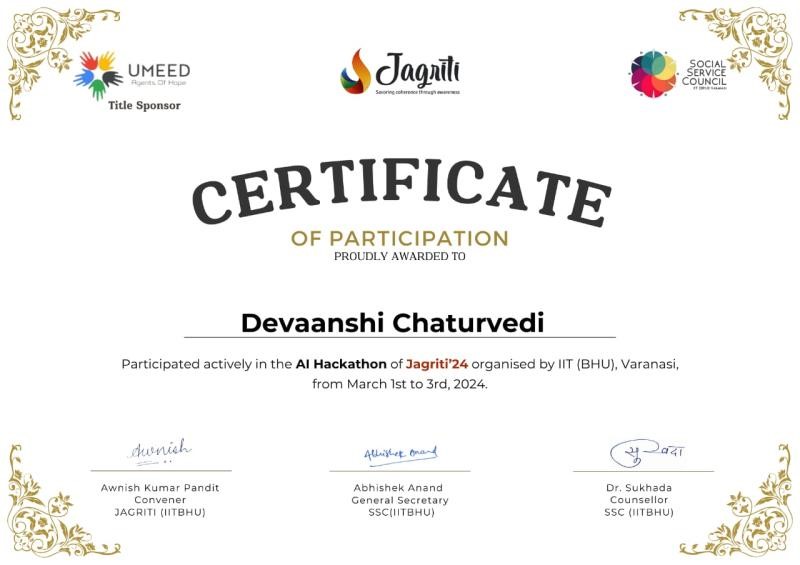 UMEED
Agents Of Hope
Title Sponsor
Jagriti
Savoring coherence through awareness
SOCIAL
SERVICE
COUNCIL
IIT (BHU) VARANASI
CERTIFICATE
OF PARTICIPATION
PROUDLY AWARDED TO
Devaanshi Chaturvedi
Participated actively in the AI Hackathon of Jagriti'24 organised by IIT (BHU), Varanasi,
from March 1st to 3rd, 2024.
Awnish
Abhishek Anand
सुखदा
Awnish Kumar Pandit
Convener
JAGRITI (IITBHU)
Abhishek Anand
General Secretary
SSC(IITBHU)
Dr. Sukhada
Counsellor
SSC (IITBHU)